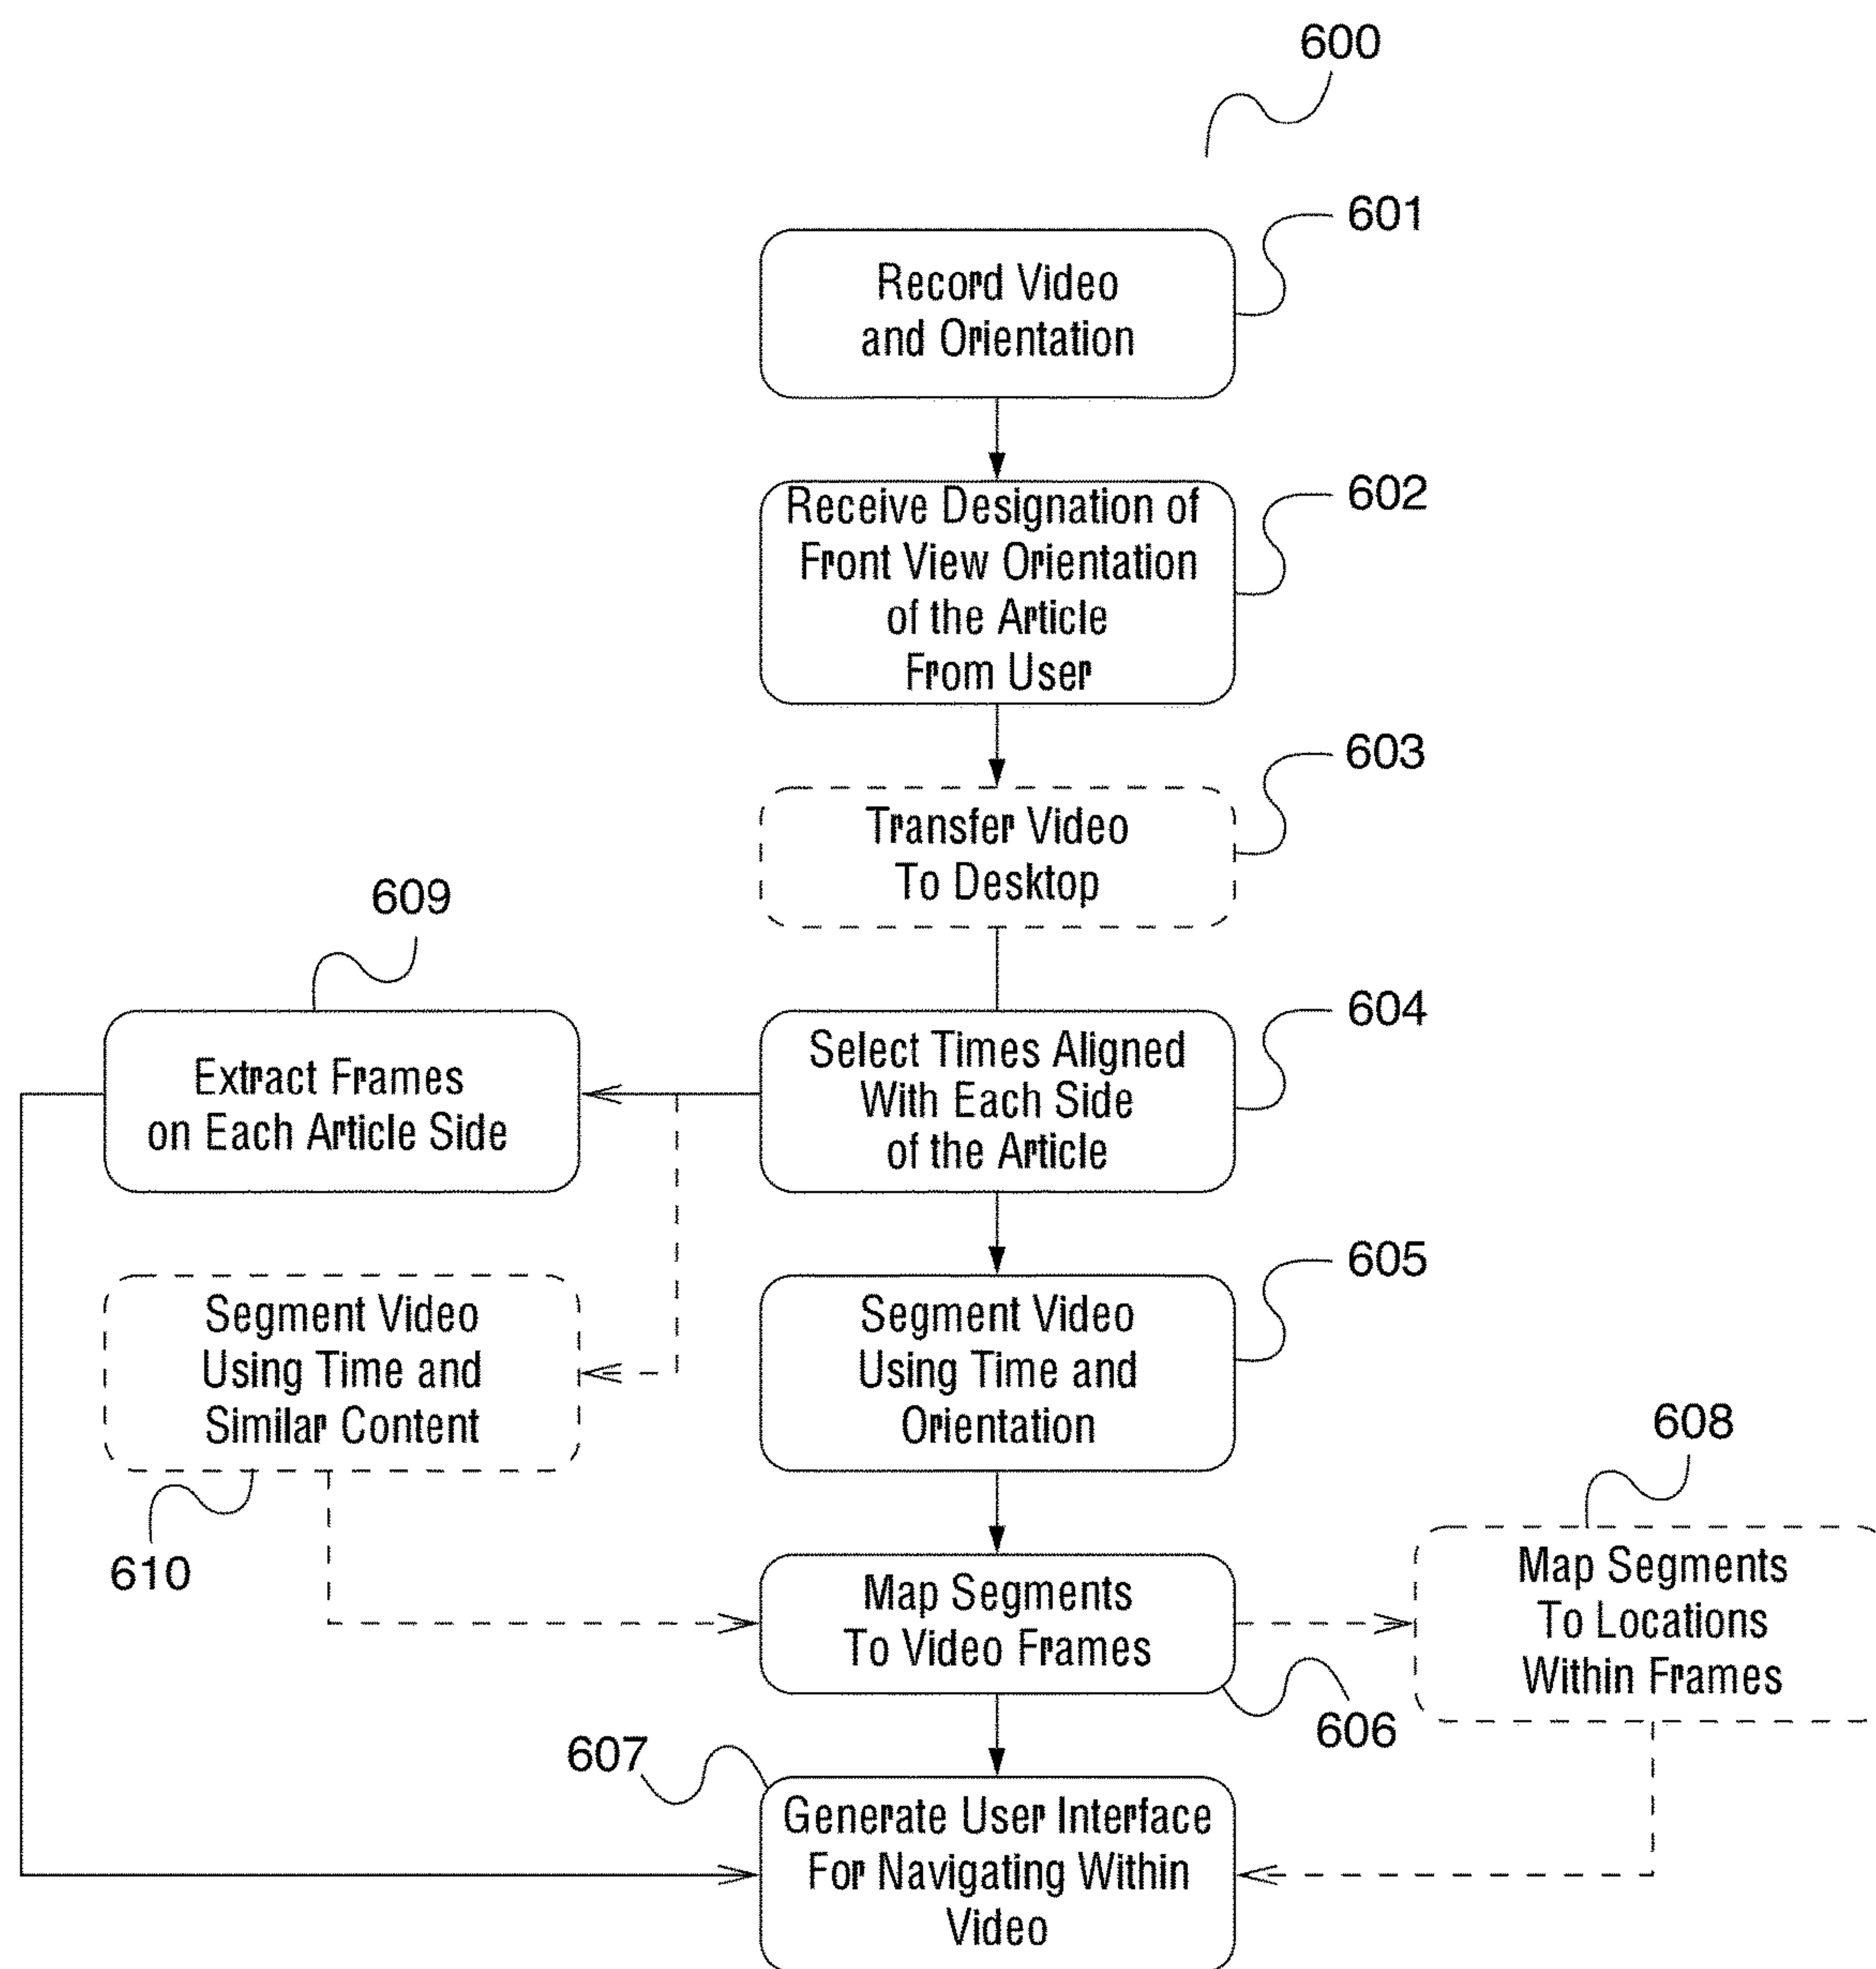 600
601
Record Video
and Orientation
602
Receive Designation of
Front View Orientation
of the Article
From User
603
Transfer Video
To Desktop
609
604
Extract Frames
on Each Article Side
Select Times Aligned
With Each Side
of the Article
605
Segment Video
Using Time and
Similar Content
Segment Video
Using Time and
Orientation
608
610
Map Segments
To Video Frames
Map Segments
To Locations
Within Frames
606
607
Generate User Interface
For Navigating Within
Video